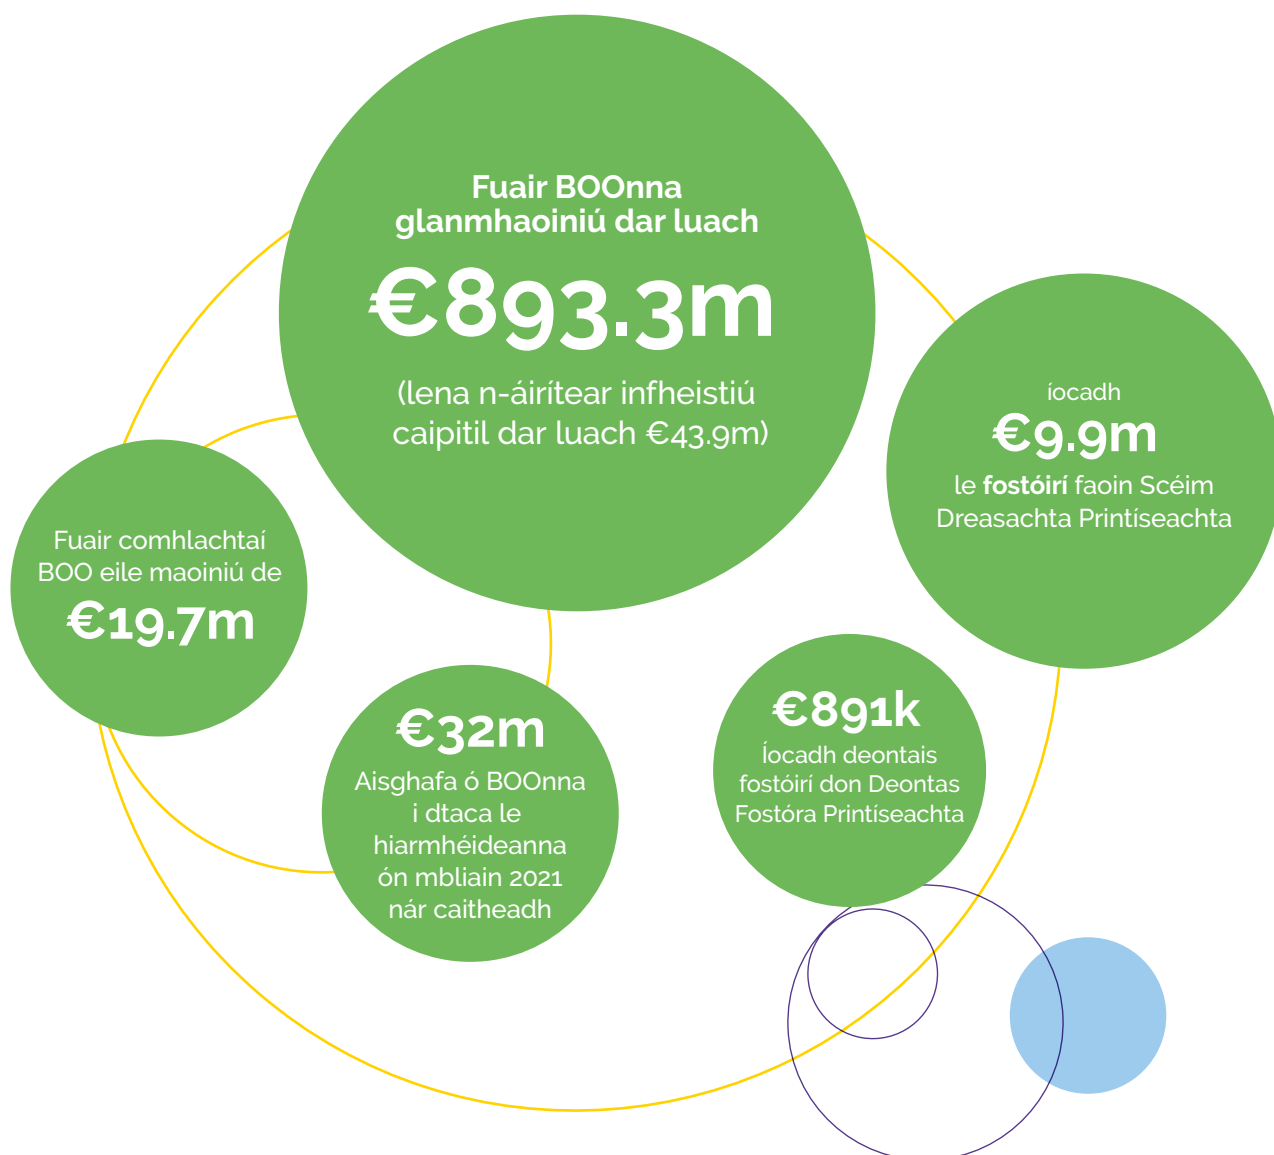 Fuair BOOnna
glanmhaoiniú dar luach
€893.3m
(lena n-áirítear infheistiú
caipitil dar luach €43.9m)
íocadh
€9.9m
le fostóirí faoin Scéim
Dreasachta Printíseachta
Fuair comhlachtaí
BOO eile maoiniú de
€19.7m
€32m
Aisghafa ó BOOnna
i dtaca le
hiarmhéideanna
ón mbliain 2021
nár caitheadh
€891k
Íocadh deontais
fostóirí don Deontas
Fostóra Printíseachta